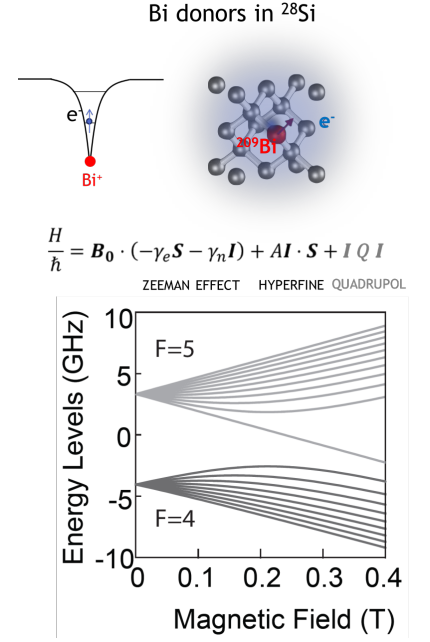 Bi donors in ²⁸Si
e⁻
Bi⁺
e⁻
²⁰⁹Bi
H/ħ = B₀ · (−γₑS − γₙI) + AI · S + I Q I
ZEEMAN EFFECT HYPERFINE QUADRUPOL
Energy Levels (GHz)
10
5
0
-5
-10
F=5
F=4
0 0.1 0.2 0.3 0.4
Magnetic Field (T)